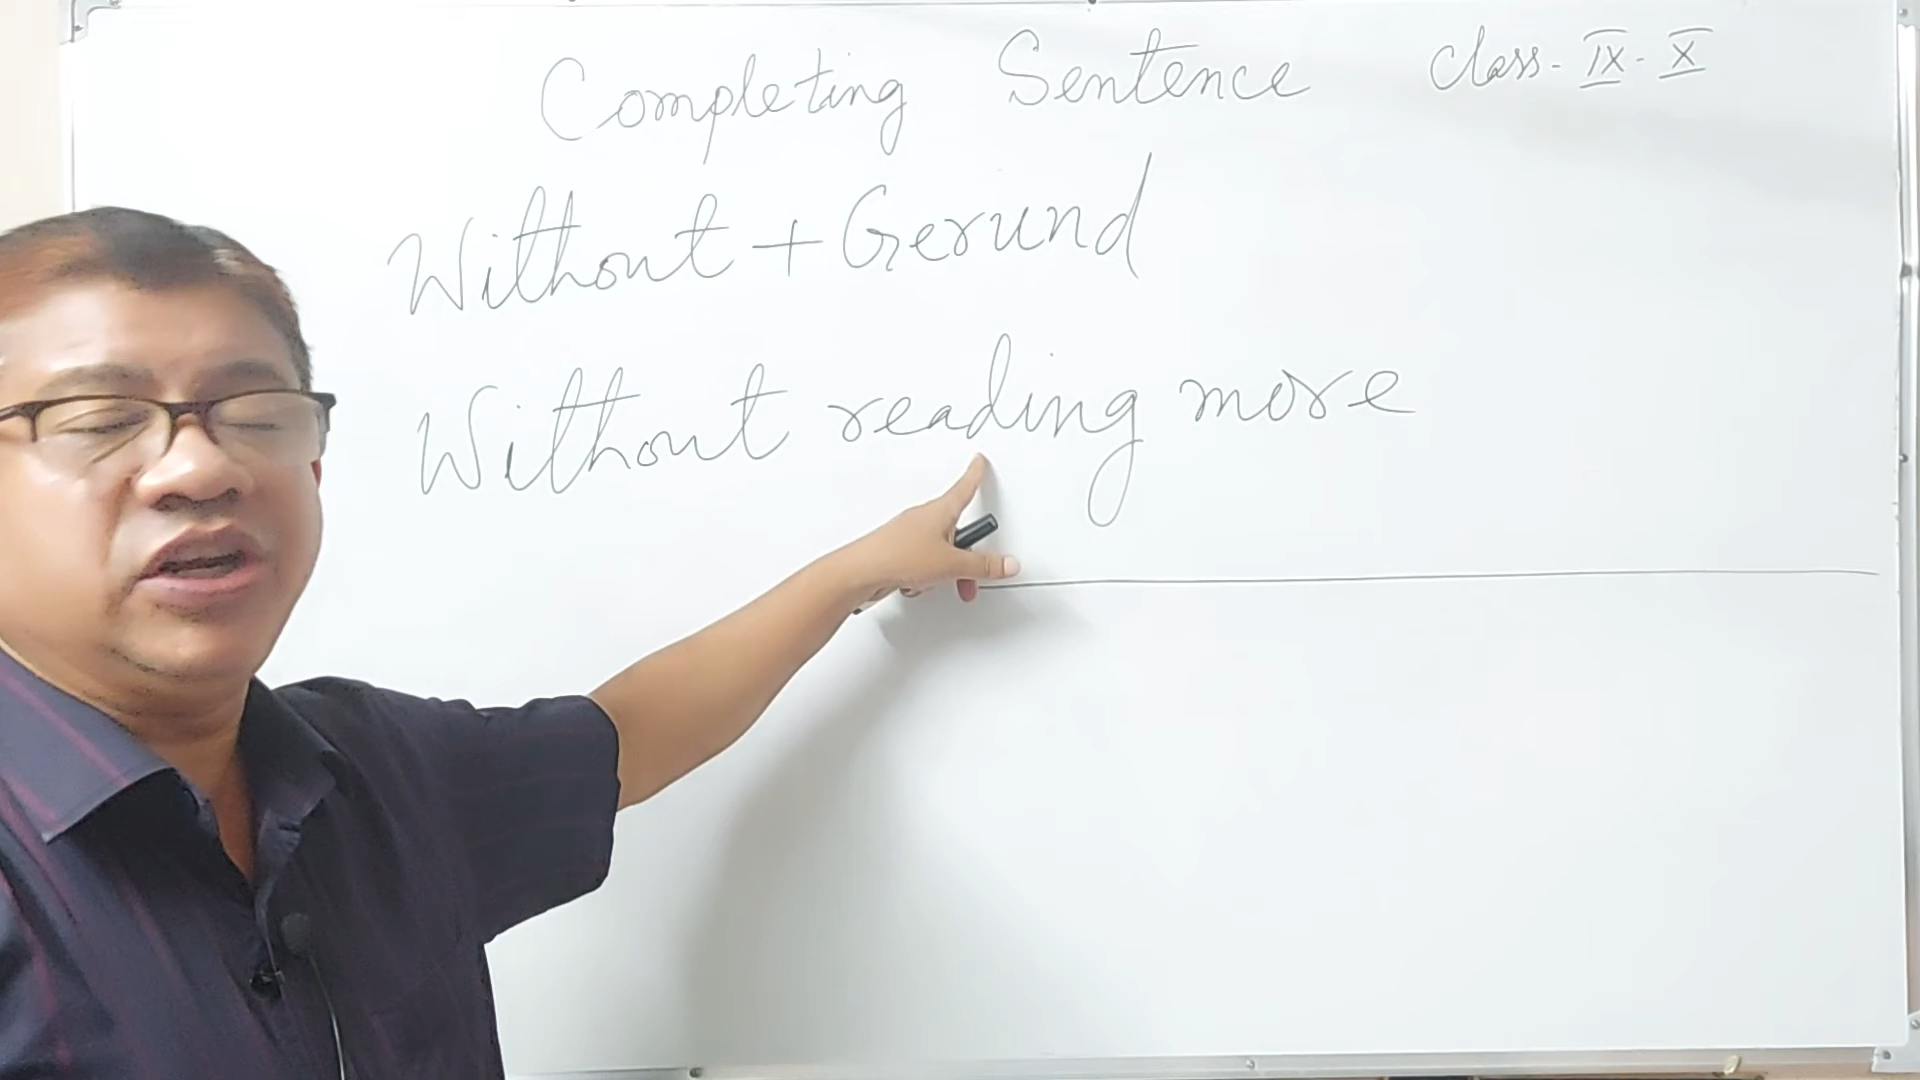 Completing Sentence Class - IX - X
Without + Gerund
Without reading more